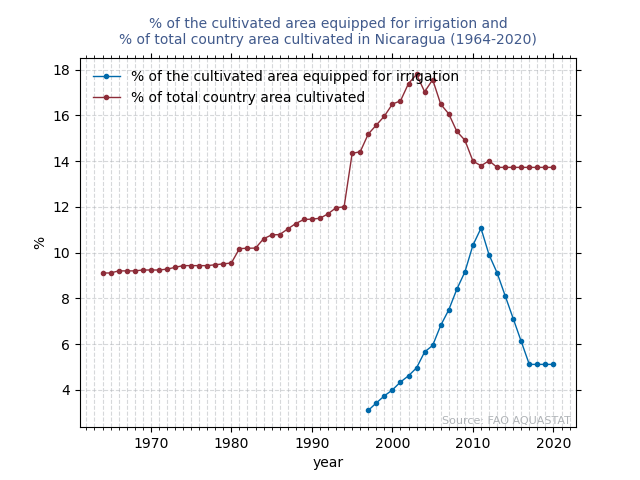 % of the cultivated area equipped for irrigation and
% of total country area cultivated in Nicaragua (1964-2020)
% of the cultivated area equipped for irrigation
% of total country area cultivated
18
16
14
12
10
8
6
4
%
1970 1980 1990 2000 2010 2020
year
Source: FAO AQUASTAT